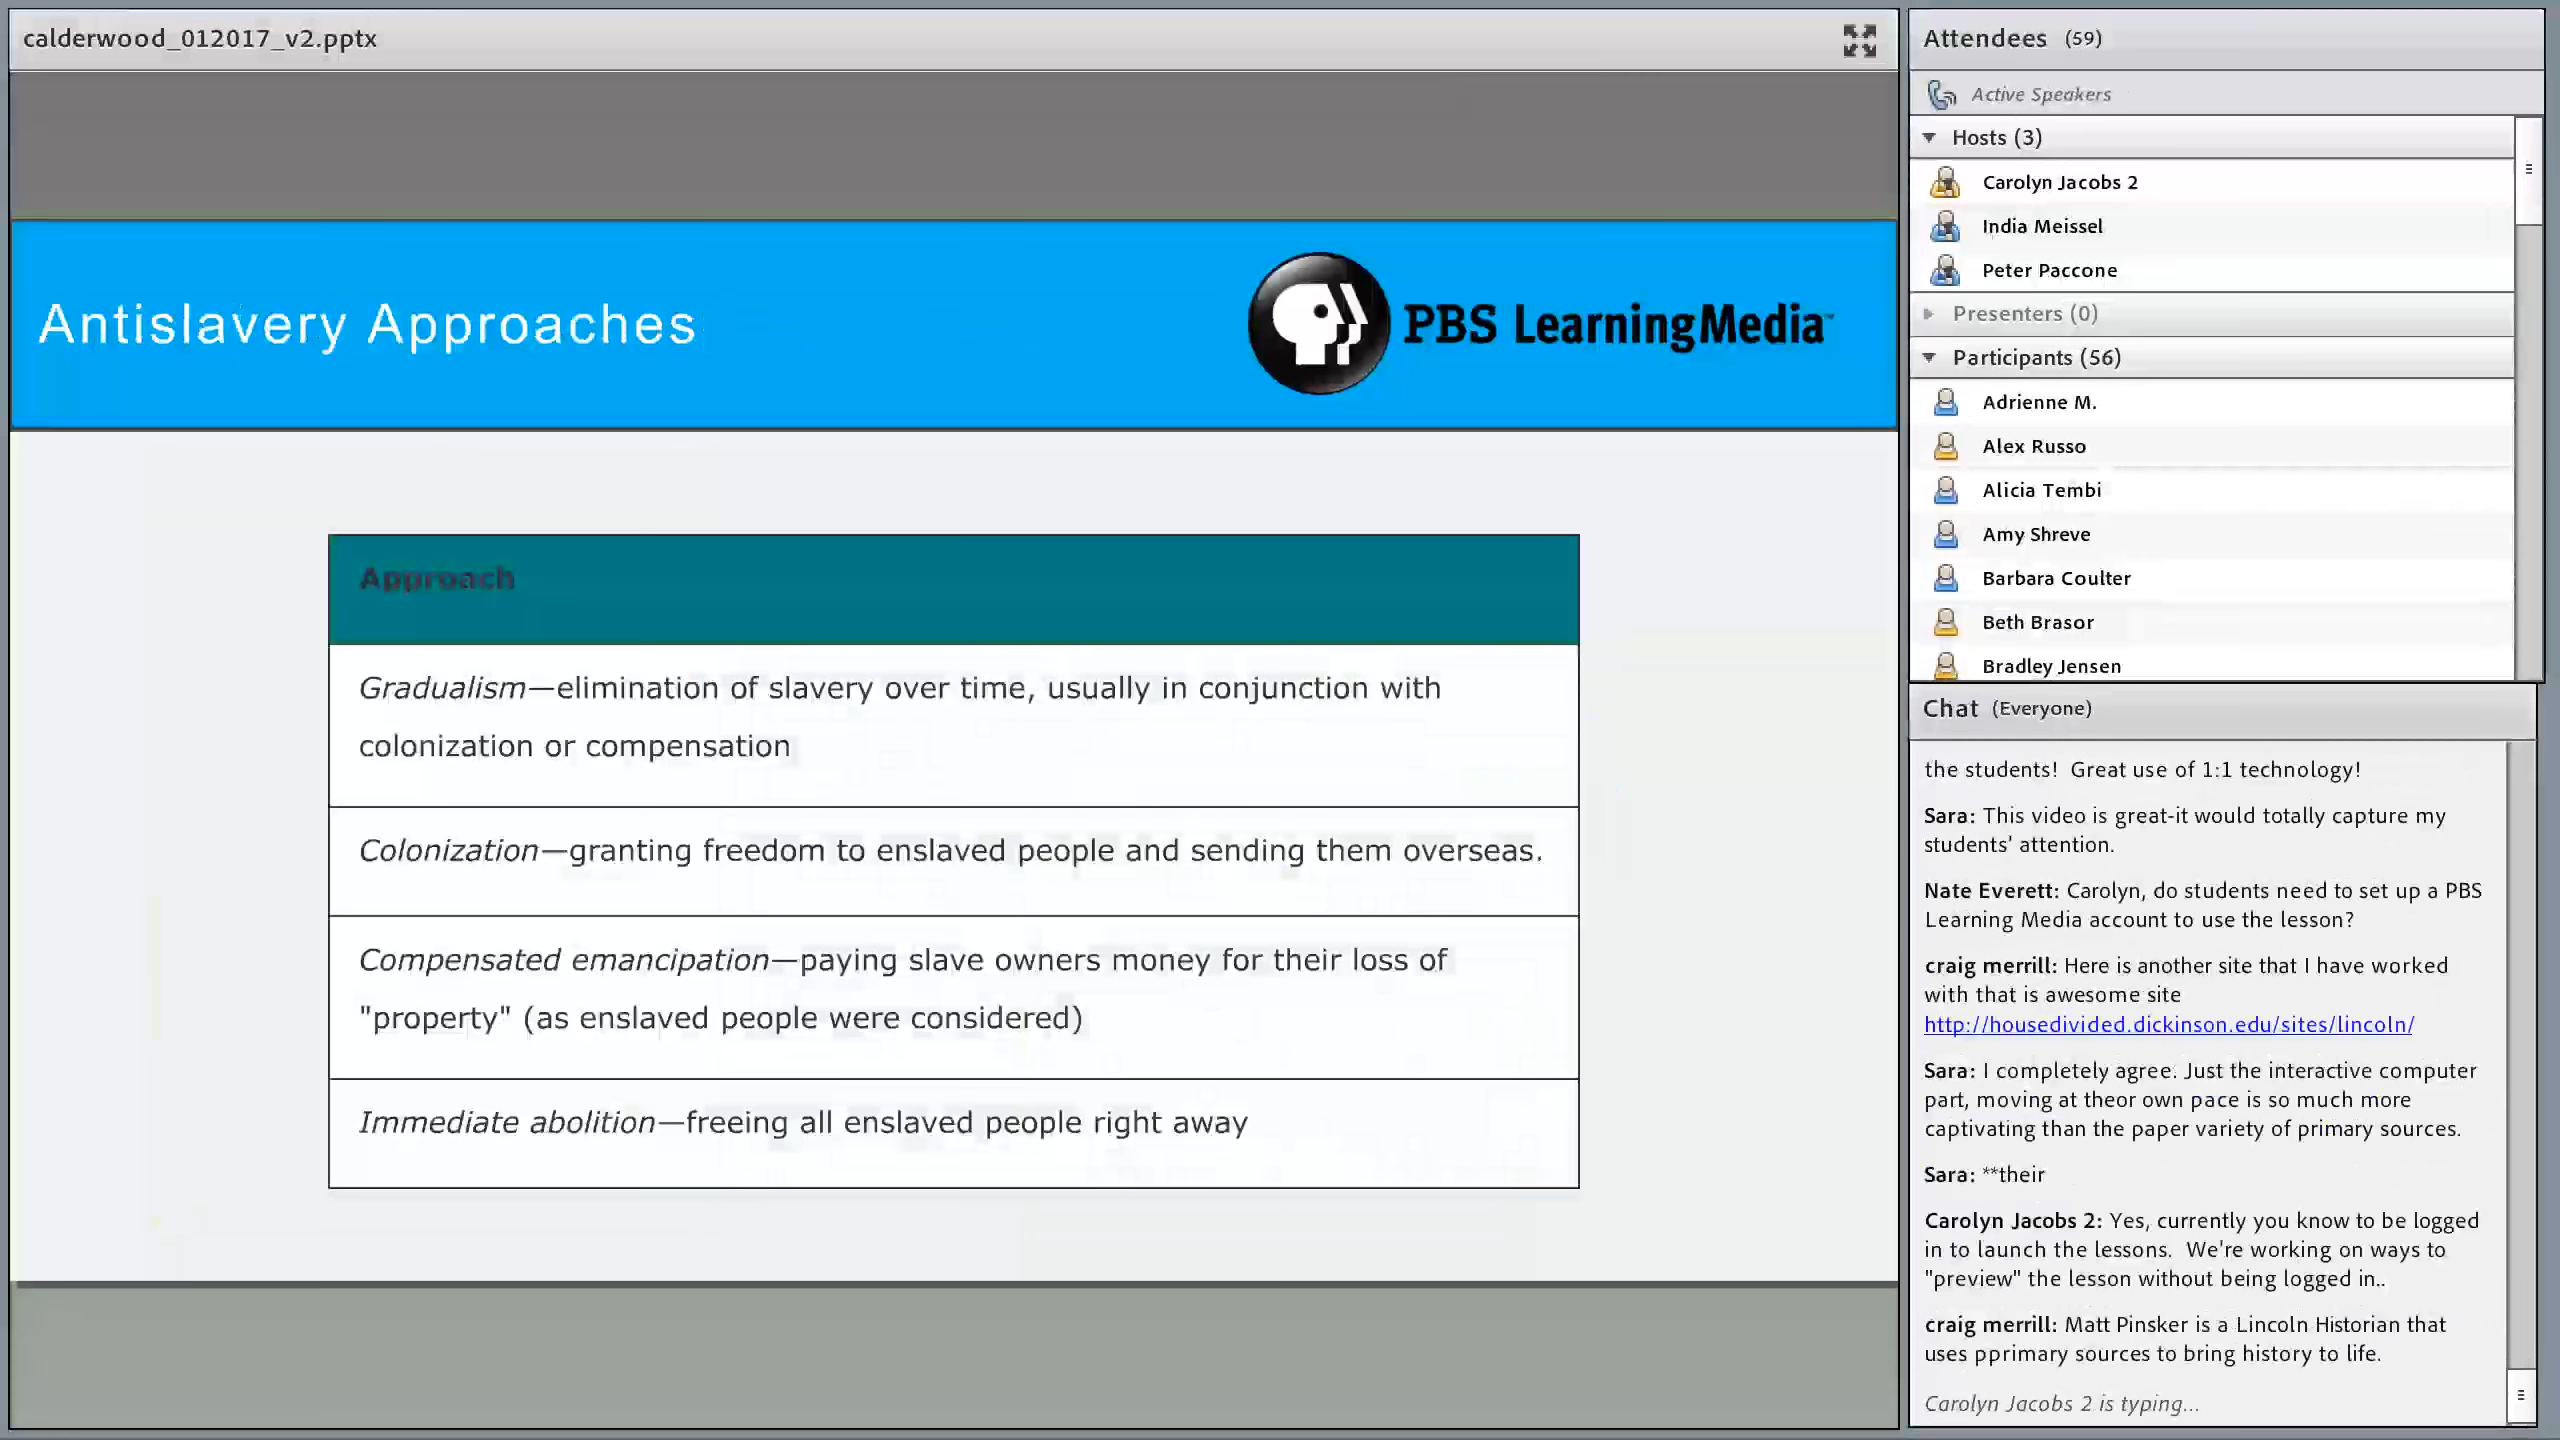 calderwood_012017_v2.pptx
Antislavery Approaches
PBS LearningMedia™
Approach
Gradualism—elimination of slavery over time, usually in conjunction with
colonization or compensation
Colonization—granting freedom to enslaved people and sending them overseas.
Compensated emancipation—paying slave owners money for their loss of
"property" (as enslaved people were considered)
Immediate abolition—freeing all enslaved people right away
Attendees (59)
Active Speakers
Hosts (3)
Carolyn Jacobs 2
India Meissel
Peter Paccone
Presenters (0)
Participants (56)
Adrienne M.
Alex Russo
Alicia Tembi
Amy Shreve
Barbara Coulter
Beth Brasor
Bradley Jensen
Chat (Everyone)
the students!  Great use of 1:1 technology!
Sara: This video is great-it would totally capture my
students' attention.
Nate Everett: Carolyn, do students need to set up a PBS
Learning Media account to use the lesson?
craig merrill: Here is another site that I have worked
with that is awesome site
http://housedivided.dickinson.edu/sites/lincoln/
Sara: I completely agree. Just the interactive computer
part, moving at theor own pace is so much more
captivating than the paper variety of primary sources.
Sara: **their
Carolyn Jacobs 2: Yes, currently you know to be logged
in to launch the lessons.  We're working on ways to
"preview" the lesson without being logged in..
craig merrill: Matt Pinsker is a Lincoln Historian that
uses pprimary sources to bring history to life.
Carolyn Jacobs 2 is typing...